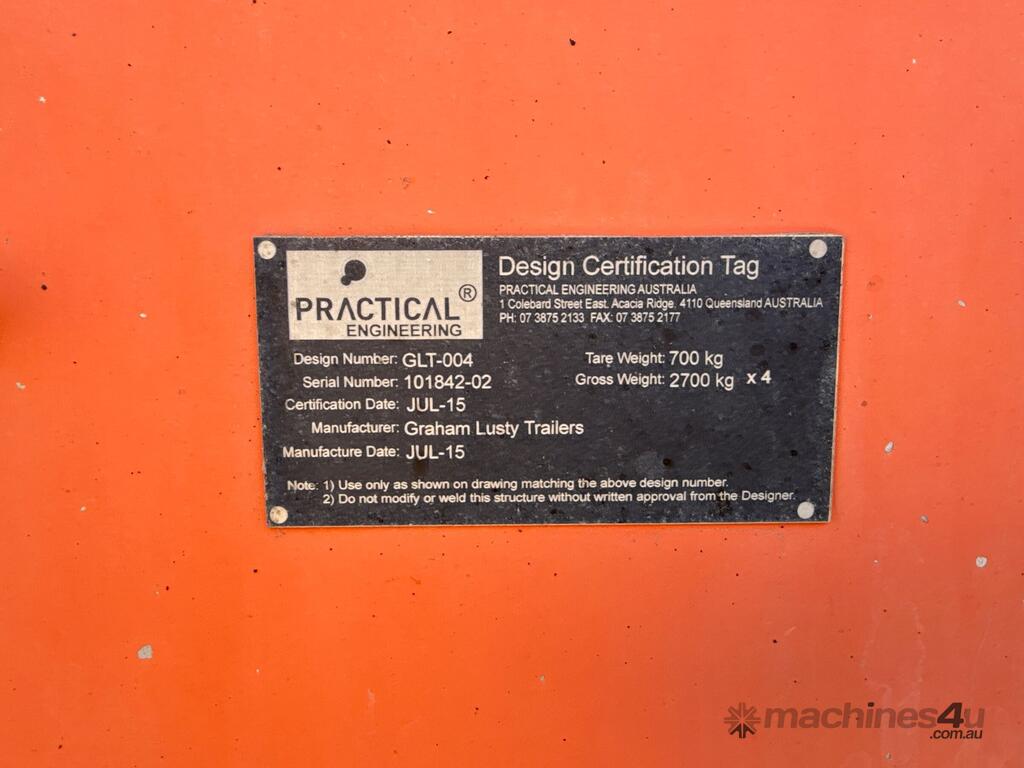 PRACTICAL®
ENGINEERING
Design Certification Tag
PRACTICAL ENGINEERING AUSTRALIA
1 Colebard Street East. Acacia Ridge. 4110 Queensland AUSTRALIA
PH: 07 3875 2133 FAX: 07 3875 2177
Design Number: GLT-004
Tare Weight: 700 kg
Serial Number: 101842-02
Gross Weight: 2700 kg x 4
Certification Date: JUL-15
Manufacturer: Graham Lusty Trailers
Manufacture Date: JUL-15
Note: 1) Use only as shown on drawing matching the above design number.
2) Do not modify or weld this structure without written approval from the Designer.
machines4u
.com.au